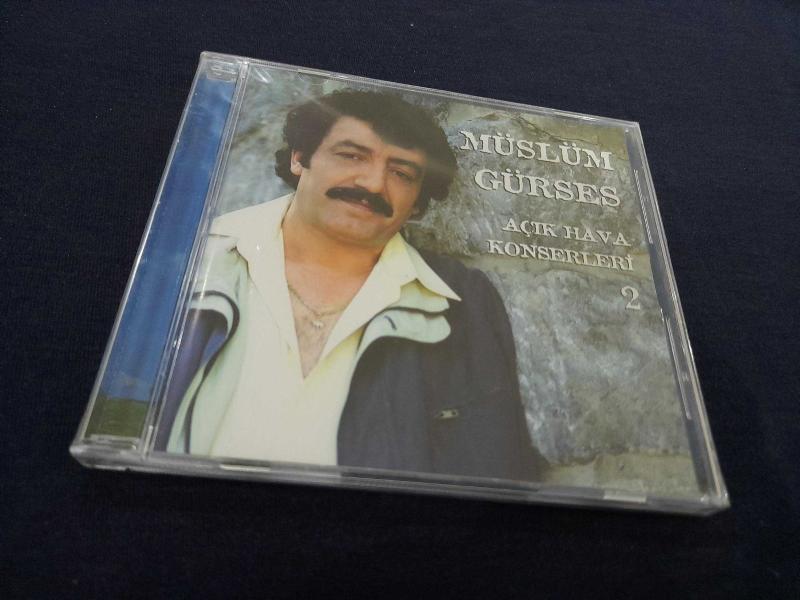 MÜSLÜM
GÜRSES
AÇIK HAVA
KONSERLERİ
2